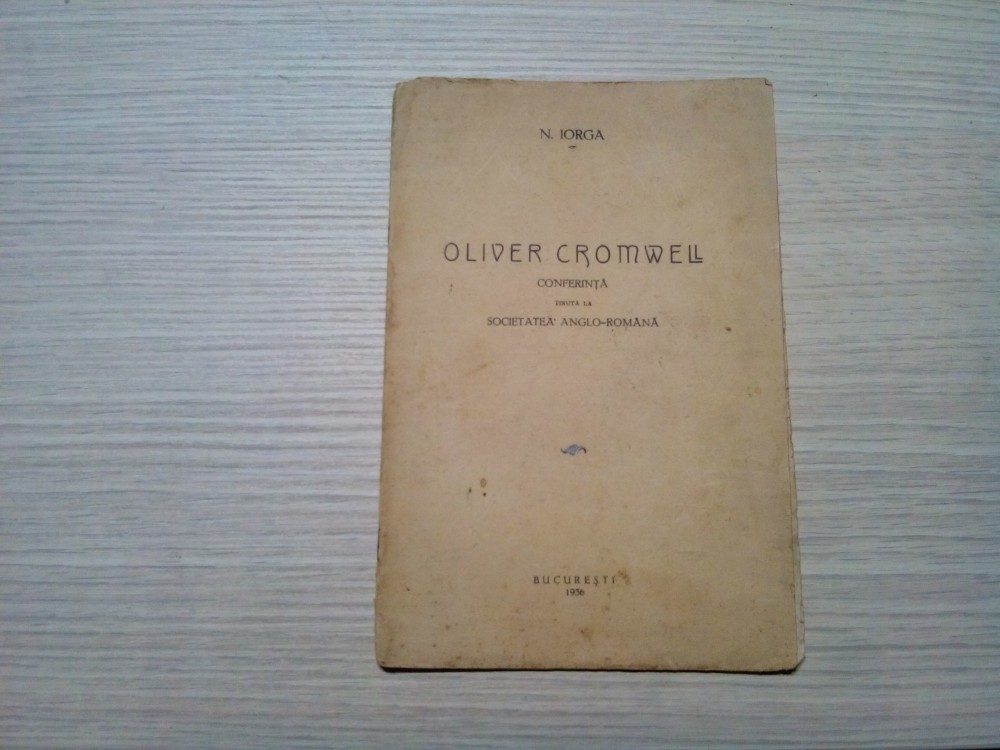 N. IORGA
OLIVER CROMWELL
CONFERINȚĂ
ȚINUTĂ LA
SOCIETATEA ANGLO-ROMÂNĂ
BUCUREȘTI
1936